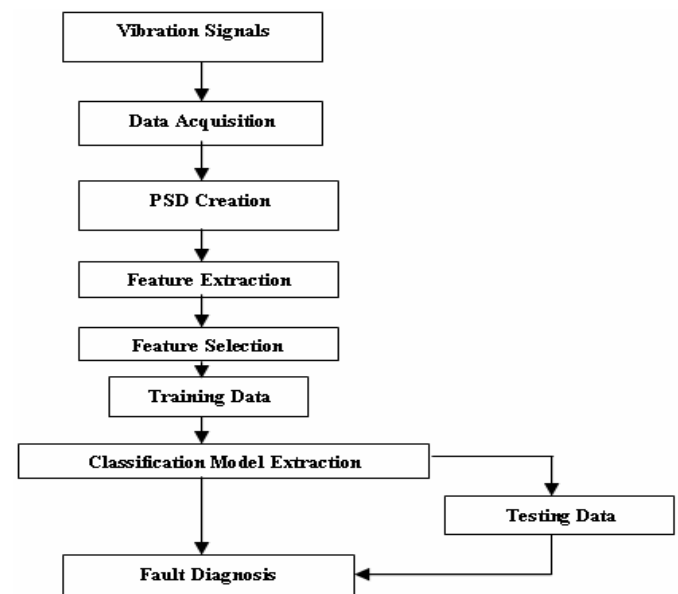 Vibration Signals
Data Acquisition
PSD Creation
Feature Extraction
Feature Selection
Training Data
Classification Model Extraction
Testing Data
Fault Diagnosis